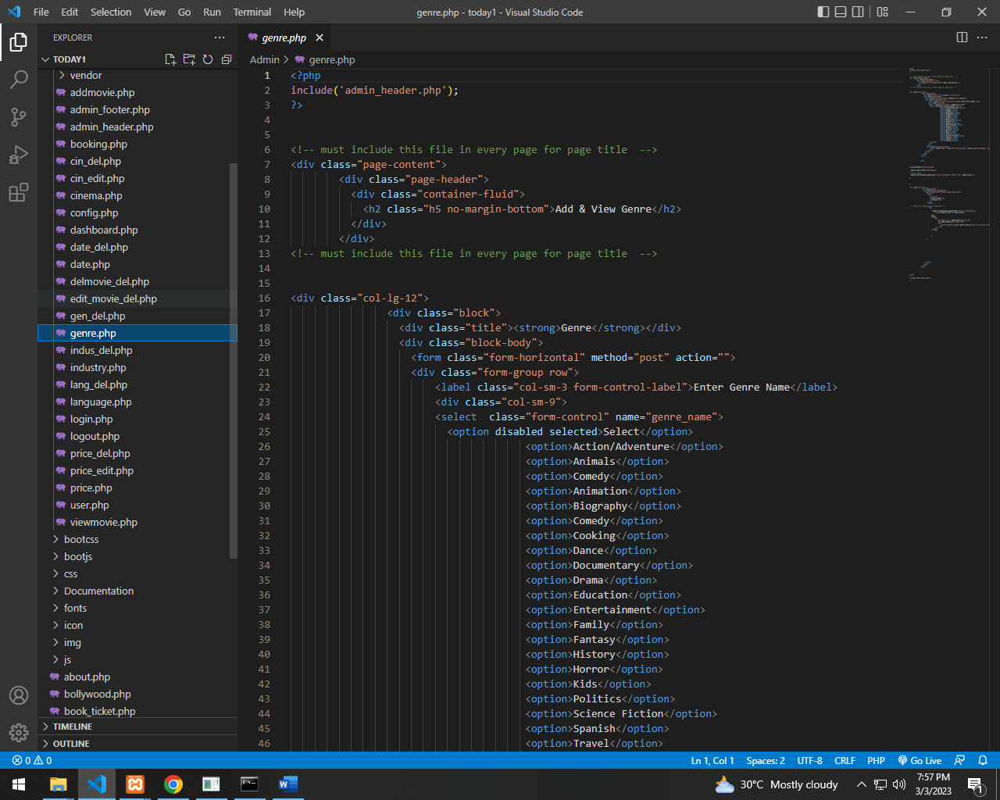 File Edit Selection View Go Run Terminal Help genre.php - today1 - Visual Studio Code
EXPLORER
TODAY1
vendor
addmovie.php
admin_footer.php
admin_header.php
booking.php
cin_del.php
cin_edit.php
cinema.php
config.php
dashboard.php
date_del.php
date.php
delmovie_del.php
edit_movie_del.php
gen_del.php
genre.php
indus_del.php
industry.php
lang_del.php
language.php
login.php
logout.php
price_del.php
price_edit.php
price.php
user.php
viewmovie.php
bootcss
bootjs
css
Documentation
fonts
icon
img
js
about.php
bollywood.php
book_ticket.php
TIMELINE
OUTLINE
genre.php
Admin > genre.php
1 <?php
2 include('admin_header.php');
3 ?>
4
5
6 <!-- must include this file in every page for page title  -->
7 <div class="page-content">
8 <div class="page-header">
9 <div class="container-fluid">
10 <h2 class="h5 no-margin-bottom">Add & View Genre</h2>
11 </div>
12 </div>
13 <!-- must include this file in every page for page title  -->
14
15
16 <div class="col-lg-12">
17 <div class="block">
18 <div class="title"><strong>Genre</strong></div>
19 <div class="block-body">
20 <form class="form-horizontal" method="post" action="">
21 <div class="form-group row">
22 <label class="col-sm-3 form-control-label">Enter Genre Name</label>
23 <div class="col-sm-9">
24 <select  class="form-control" name="genre_name">
25 <option disabled selected>Select</option>
26 <option>Action/Adventure</option>
27 <option>Animals</option>
28 <option>Comedy</option>
29 <option>Animation</option>
30 <option>Biography</option>
31 <option>Comedy</option>
32 <option>Cooking</option>
33 <option>Dance</option>
34 <option>Documentary</option>
35 <option>Drama</option>
36 <option>Education</option>
37 <option>Entertainment</option>
38 <option>Family</option>
39 <option>Fantasy</option>
40 <option>History</option>
41 <option>Horror</option>
42 <option>Kids</option>
43 <option>Politics</option>
44 <option>Science Fiction</option>
45 <option>Spanish</option>
46 <option>Travel</option>
0 0 Ln 1, Col 1 Spaces: 2 UTF-8 CRLF PHP Go Live
30°C Mostly cloudy
7:57 PM
3/3/2023
1